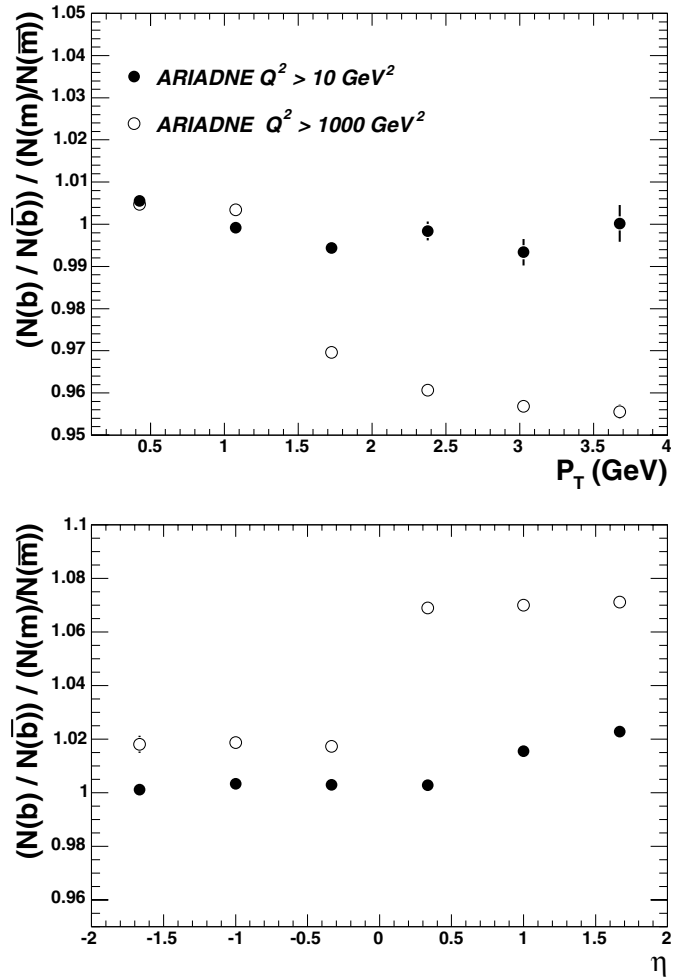 (N(b) / N(b̅)) / (N(m)/N(m̅))
1.05
1.04
1.03
1.02
1.01
1
0.99
0.98
0.97
0.96
0.95
ARIADNE Q² > 10 GeV²
ARIADNE Q² > 1000 GeV²
0.5 1 1.5 2 2.5 3 3.5 4
P_T (GeV)
(N(b) / N(b̅)) / (N(m)/N(m̅))
1.1
1.08
1.06
1.04
1.02
1
0.98
0.96
-2 -1.5 -1 -0.5 0 0.5 1 1.5 2
η